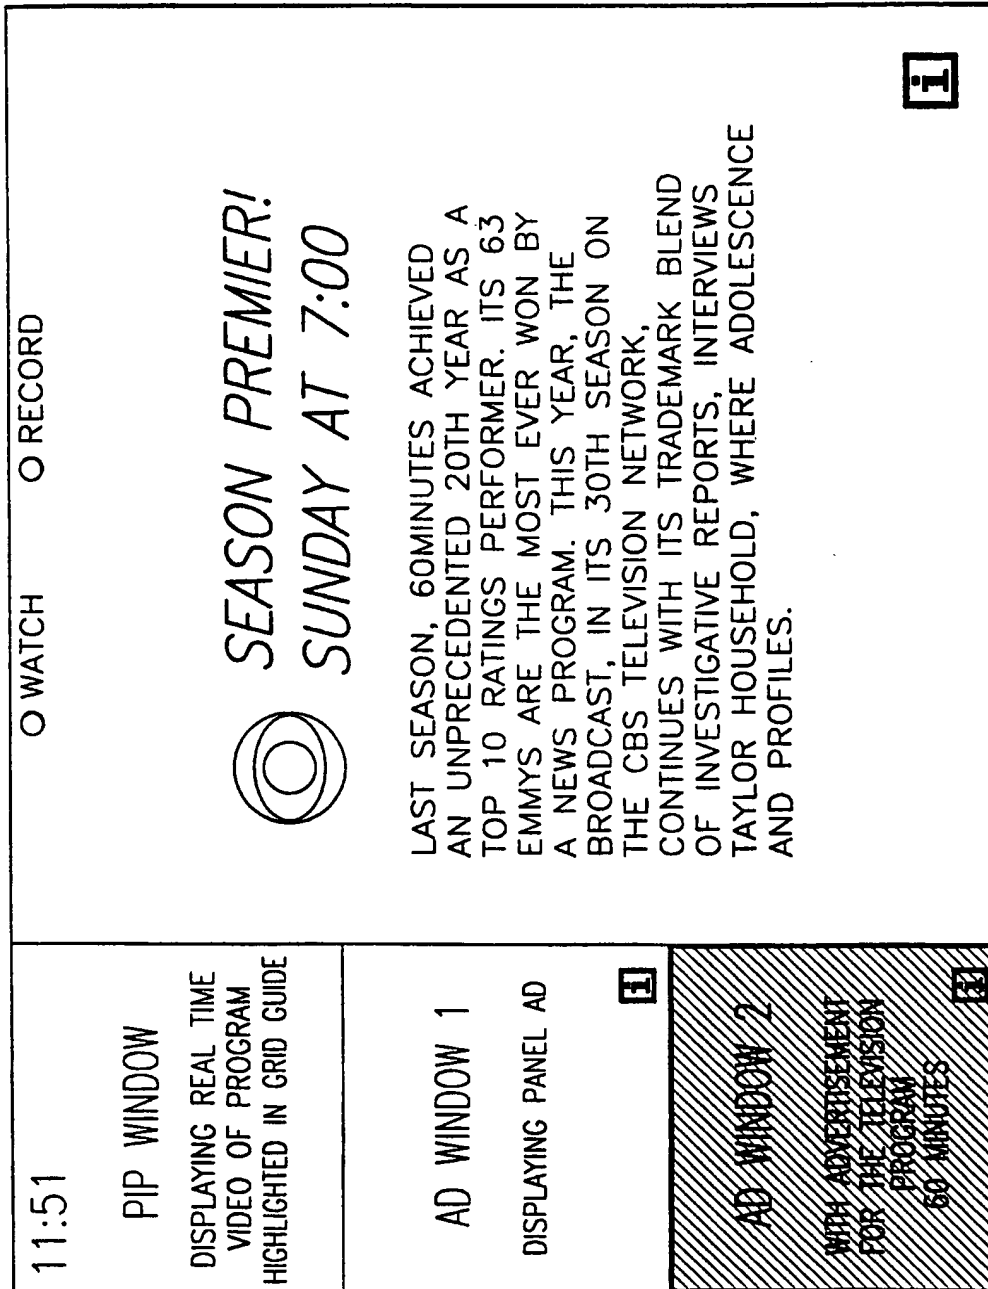 11:51
O WATCH
O RECORD
PIP WINDOW
DISPLAYING REAL TIME
VIDEO OF PROGRAM
HIGHLIGHTED IN GRID GUIDE
AD WINDOW 1
DISPLAYING PANEL AD
i
AD WINDOW 2
WITH ADVERTISEMENT
FOR THE TELEVISION
PROGRAM
60 MINUTES
i
SEASON PREMIER!
SUNDAY AT 7:00
LAST SEASON, 60MINUTES ACHIEVED
AN UNPRECEDENTED 20TH YEAR AS A
TOP 10 RATINGS PERFORMER. ITS 63
EMMYS ARE THE MOST EVER WON BY
A NEWS PROGRAM. THIS YEAR, THE
BROADCAST, IN ITS 30TH SEASON ON
THE CBS TELEVISION NETWORK,
CONTINUES WITH ITS TRADEMARK BLEND
OF INVESTIGATIVE REPORTS, INTERVIEWS
TAYLOR HOUSEHOLD, WHERE ADOLESCENCE
AND PROFILES.
i